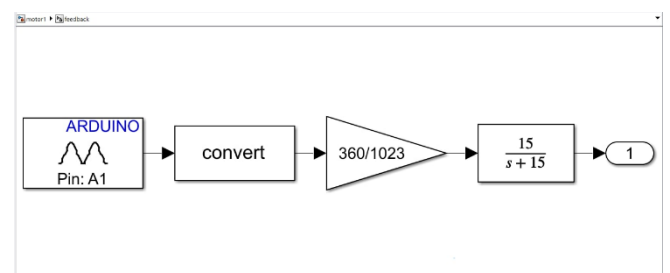 motor1 feedback
ARDUINO
Pin: A1
convert
360/1023
15
s + 15
1